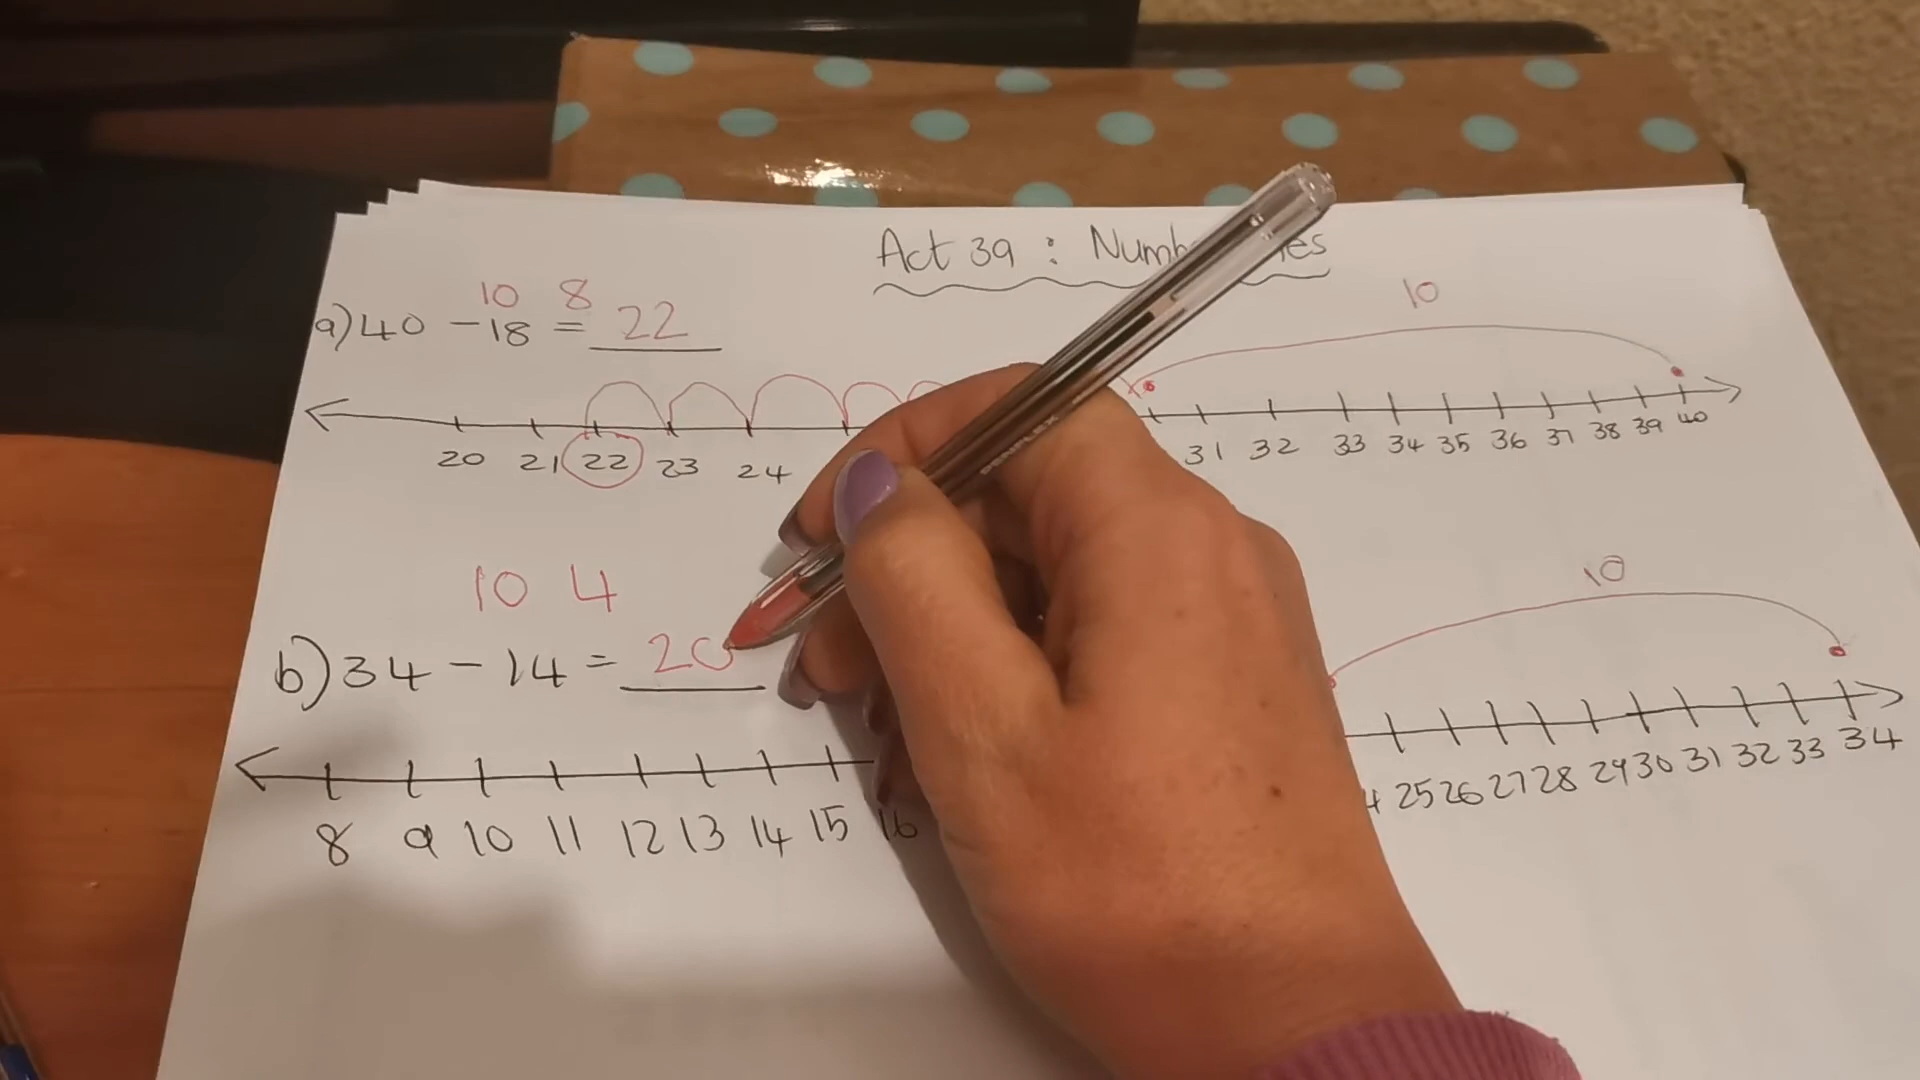 Act 39 : Numb es
10 8
a) 40 - 18 = 22
10
20 21 22 23 24 31 32 33 34 35 36 37 38 39 40
10 4
10
b) 34 - 14 = 20
8 9 10 11 12 13 14 15 16 4 25 26 27 28 29 30 31 32 33 34
PENFLEX